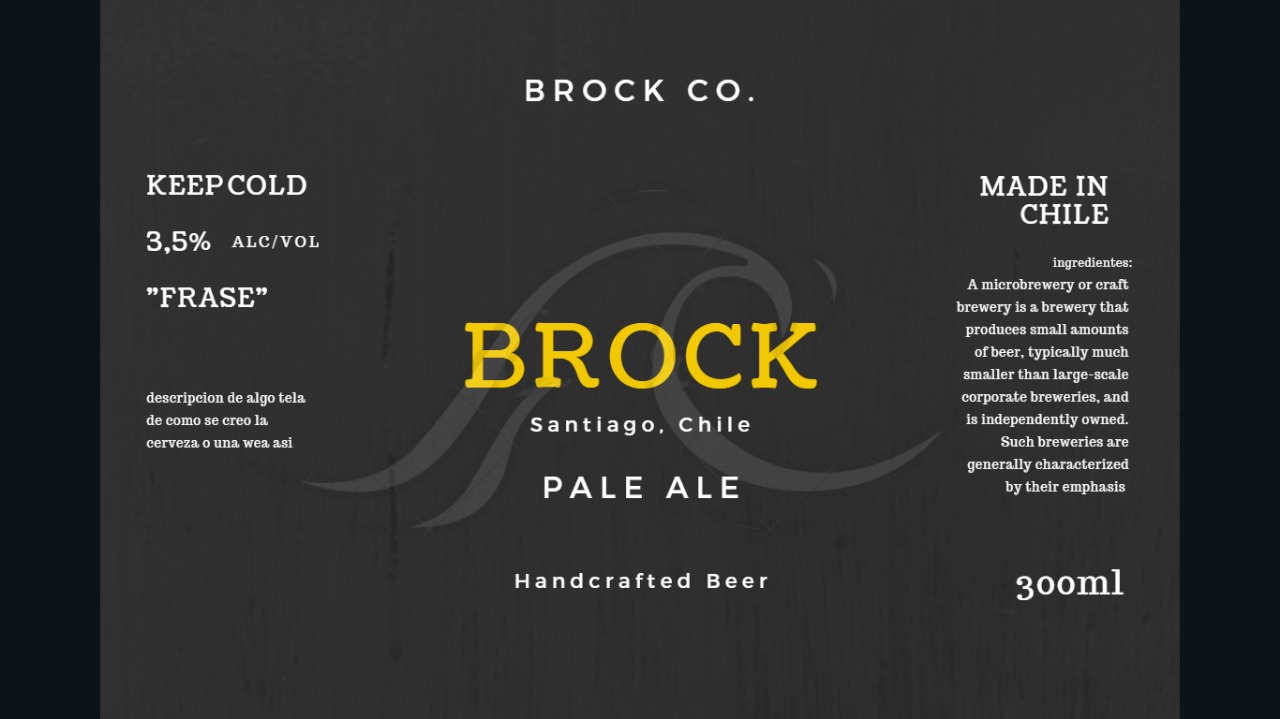 BROCK CO.
KEEP COLD
3,5% ALC/VOL
"FRASE"
descripcion de algo tela
de como se creo la
cerveza o una wea asi
BROCK
Santiago, Chile
PALE ALE
Handcrafted Beer
MADE IN
CHILE
ingredientes:
A microbrewery or craft
brewery is a brewery that
produces small amounts
of beer, typically much
smaller than large-scale
corporate breweries, and
is independently owned.
Such breweries are
generally characterized
by their emphasis
300ml